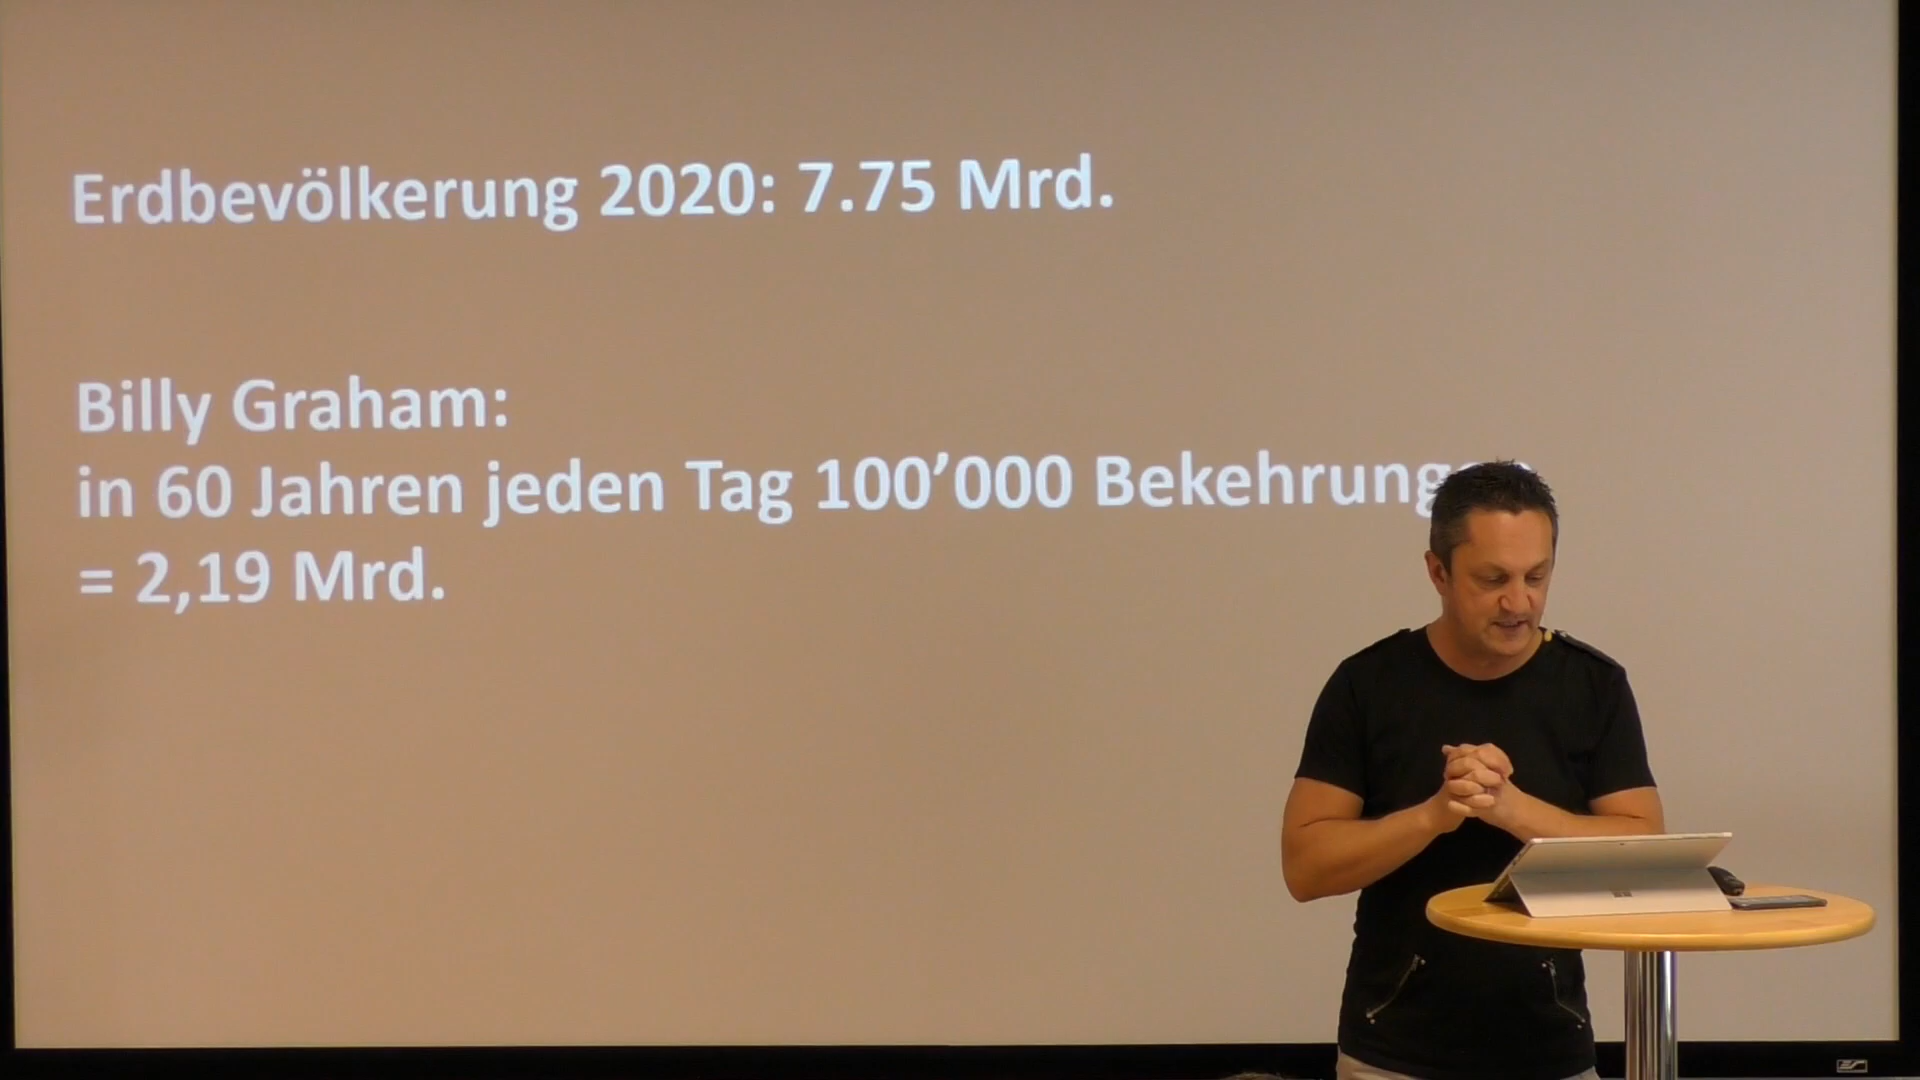 Erdbevölkerung 2020: 7.75 Mrd.
Billy Graham:
in 60 Jahren jeden Tag 100’000
= 2,19 Mrd.